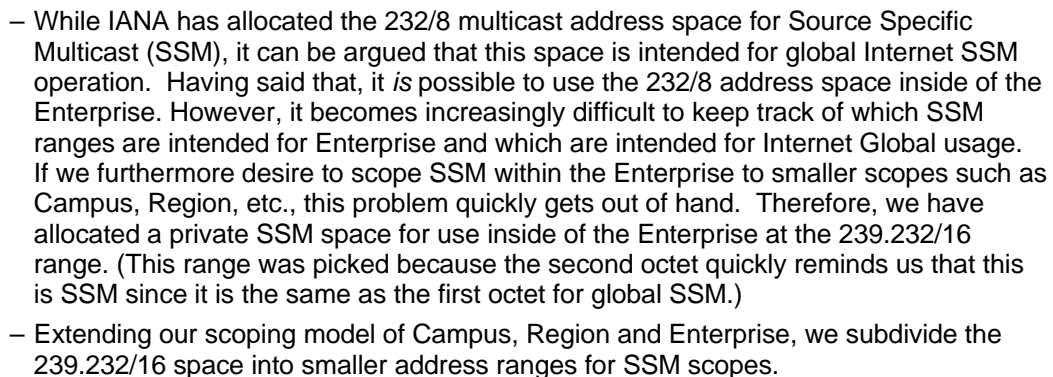 – While IANA has allocated the 232/8 multicast address space for Source Specific
Multicast (SSM), it can be argued that this space is intended for global Internet SSM
operation. Having said that, it is possible to use the 232/8 address space inside of the
Enterprise. However, it becomes increasingly difficult to keep track of which SSM
ranges are intended for Enterprise and which are intended for Internet Global usage.
If we furthermore desire to scope SSM within the Enterprise to smaller scopes such as
Campus, Region, etc., this problem quickly gets out of hand. Therefore, we have
allocated a private SSM space for use inside of the Enterprise at the 239.232/16
range. (This range was picked because the second octet quickly reminds us that this
is SSM since it is the same as the first octet for global SSM.)
– Extending our scoping model of Campus, Region and Enterprise, we subdivide the
239.232/16 space into smaller address ranges for SSM scopes.